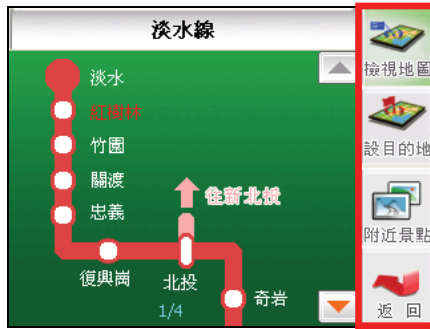 淡水線
淡水
紅樹林
竹圍
關渡
忠義
往新北投
復興崗
北投
奇岩
1/4
檢視地圖
設目的地
附近景點
返 回